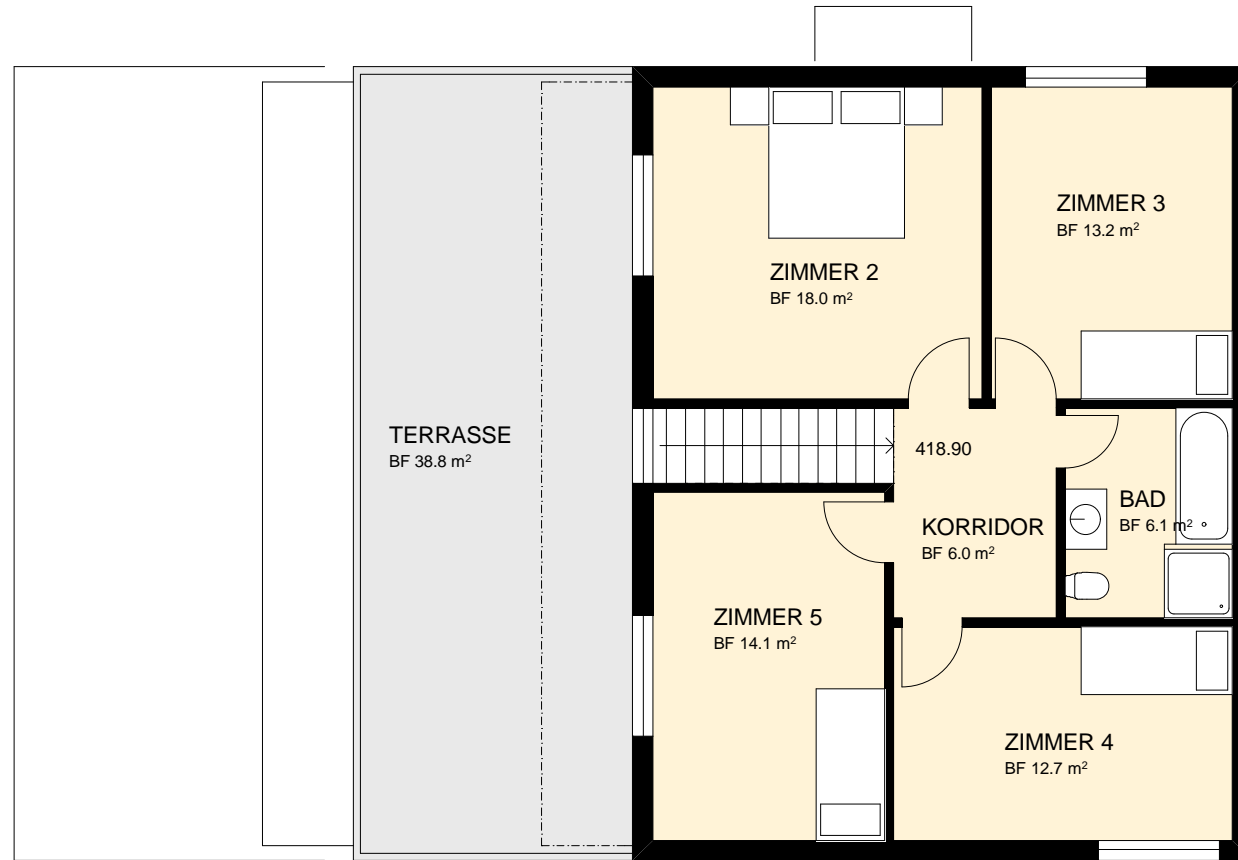 ZIMMER 3
BF 13.2 m²
ZIMMER 2
BF 18.0 m²
TERRASSE
BF 38.8 m²
418.90
BAD
BF 6.1 m²
KORRIDOR
BF 6.0 m²
ZIMMER 5
BF 14.1 m²
ZIMMER 4
BF 12.7 m²